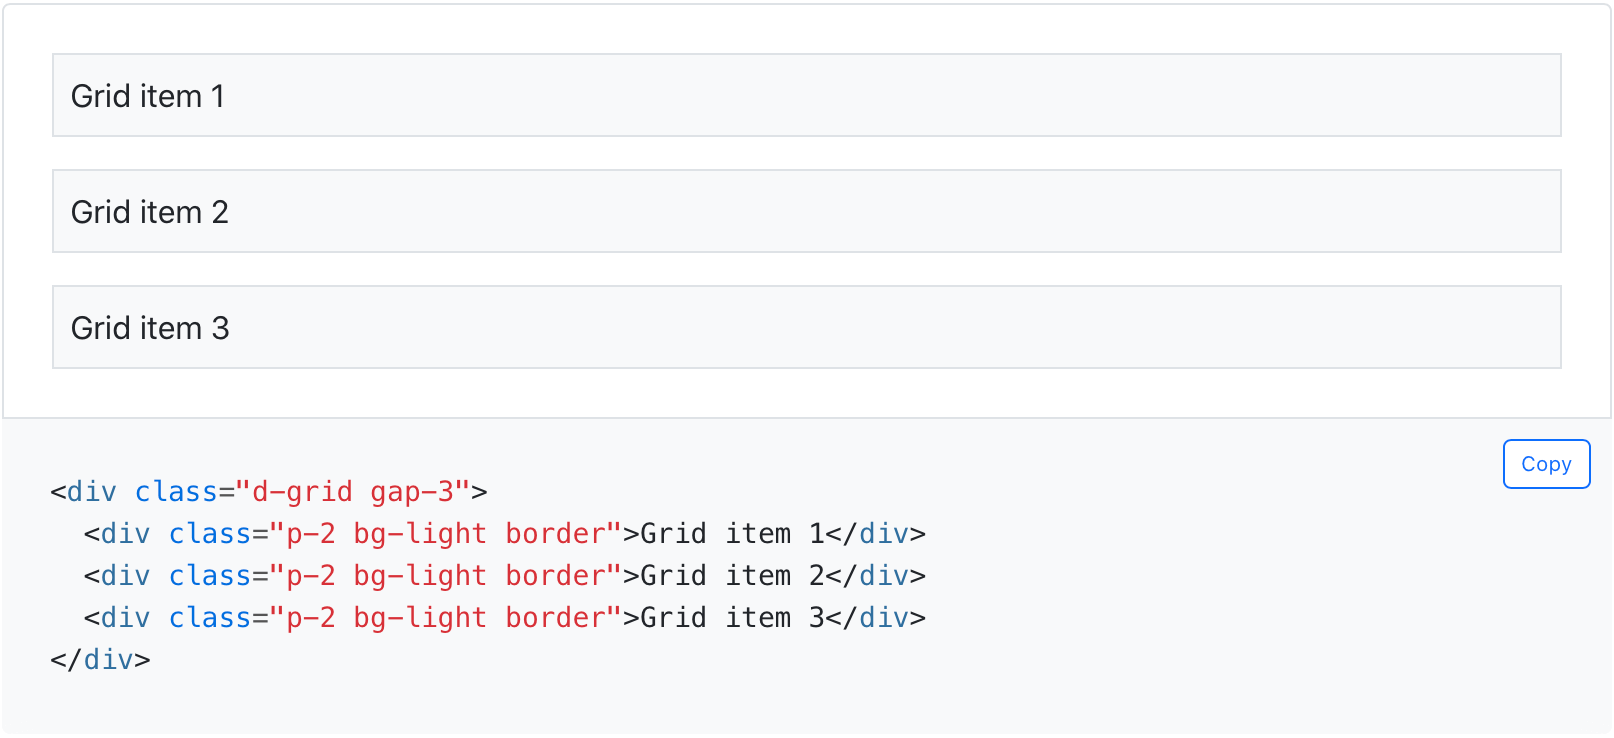 Grid item 1
Grid item 2
Grid item 3
Copy
<div class="d-grid gap-3">
  <div class="p-2 bg-light border">Grid item 1</div>
  <div class="p-2 bg-light border">Grid item 2</div>
  <div class="p-2 bg-light border">Grid item 3</div>
</div>